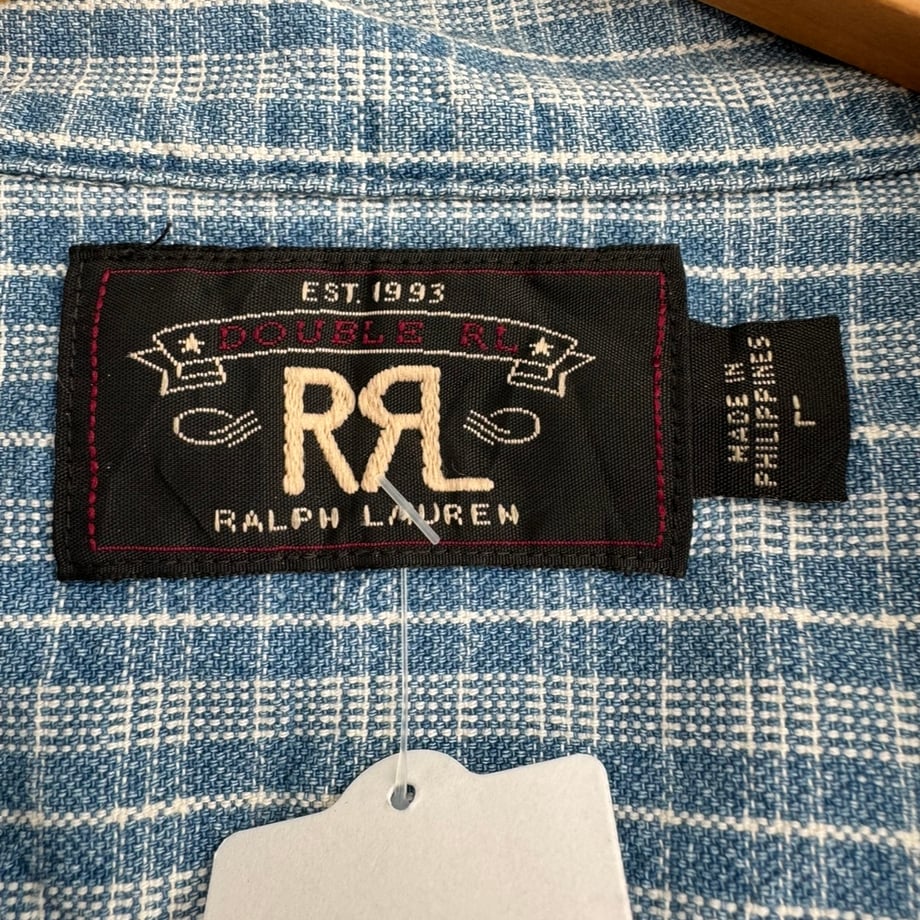 EST. 1993
DOUBLE RL
RRL
RALPH LAUREN
MADE IN
PHILIPPINES
L